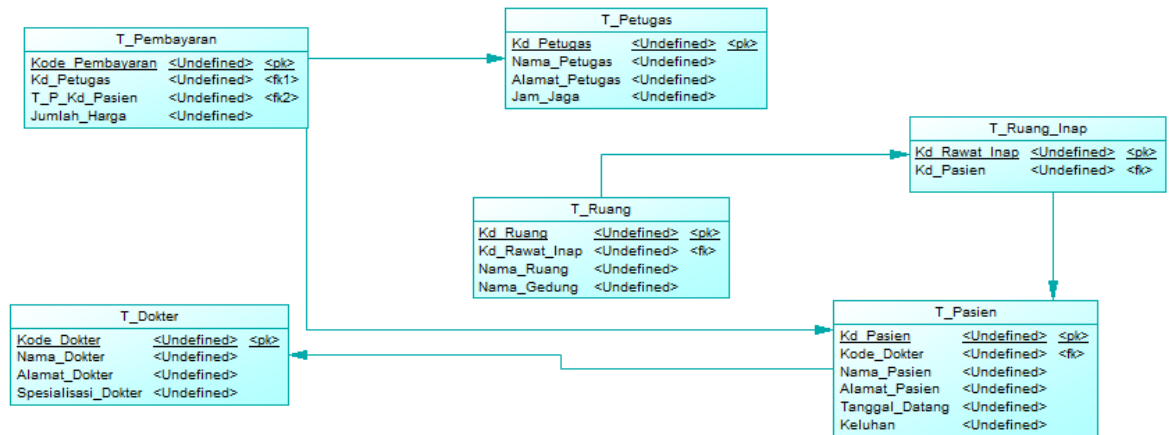 T_Pembayaran
Kode_Pembayaran <Undefined> <pk>
Kd_Petugas <Undefined> <fk1>
T_P_Kd_Pasien <Undefined> <fk2>
Jumlah_Harga <Undefined>
T_Petugas
Kd_Petugas <Undefined> <pk>
Nama_Petugas <Undefined>
Alamat_Petugas <Undefined>
Jam_Jaga <Undefined>
T_Ruang_Inap
Kd_Rawat_Inap <Undefined> <pk>
Kd_Pasien <Undefined> <fk>
T_Ruang
Kd_Ruang <Undefined> <pk>
Kd_Rawat_Inap <Undefined> <fk>
Nama_Ruang <Undefined>
Nama_Gedung <Undefined>
T_Dokter
Kode_Dokter <Undefined> <pk>
Nama_Dokter <Undefined>
Alamat_Dokter <Undefined>
Spesialisasi_Dokter <Undefined>
T_Pasien
Kd_Pasien <Undefined> <pk>
Kode_Dokter <Undefined> <fk>
Nama_Pasien <Undefined>
Alamat_Pasien <Undefined>
Tanggal_Datang <Undefined>
Keluhan <Undefined>